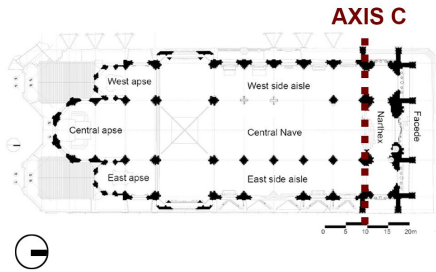 AXIS C
West apse
West side aisle
Central apse
Central Nave
Narthex
Facede
East apse
East side aisle
0 5 10 15 20m